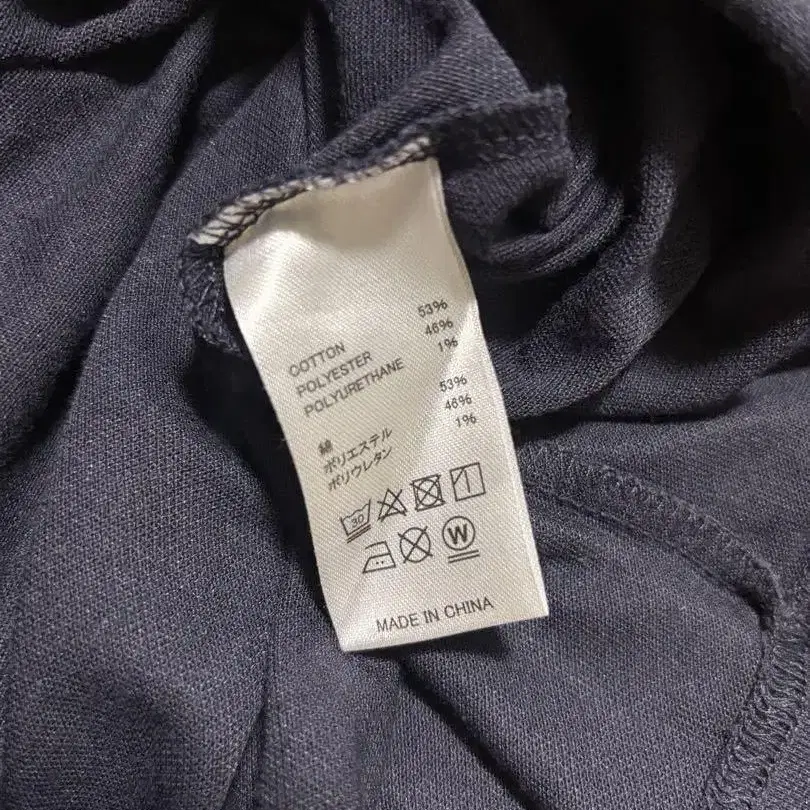 COTTON 53%
POLYESTER 46%
POLYURETHANE 1%
綿 53%
ポリエステル 46%
ポリウレタン 1%
30
W
MADE IN CHINA